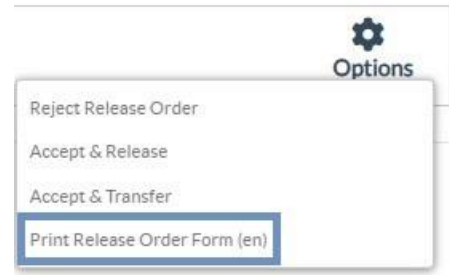 Options
Reject Release Order
Accept & Release
Accept & Transfer
Print Release Order Form (en)